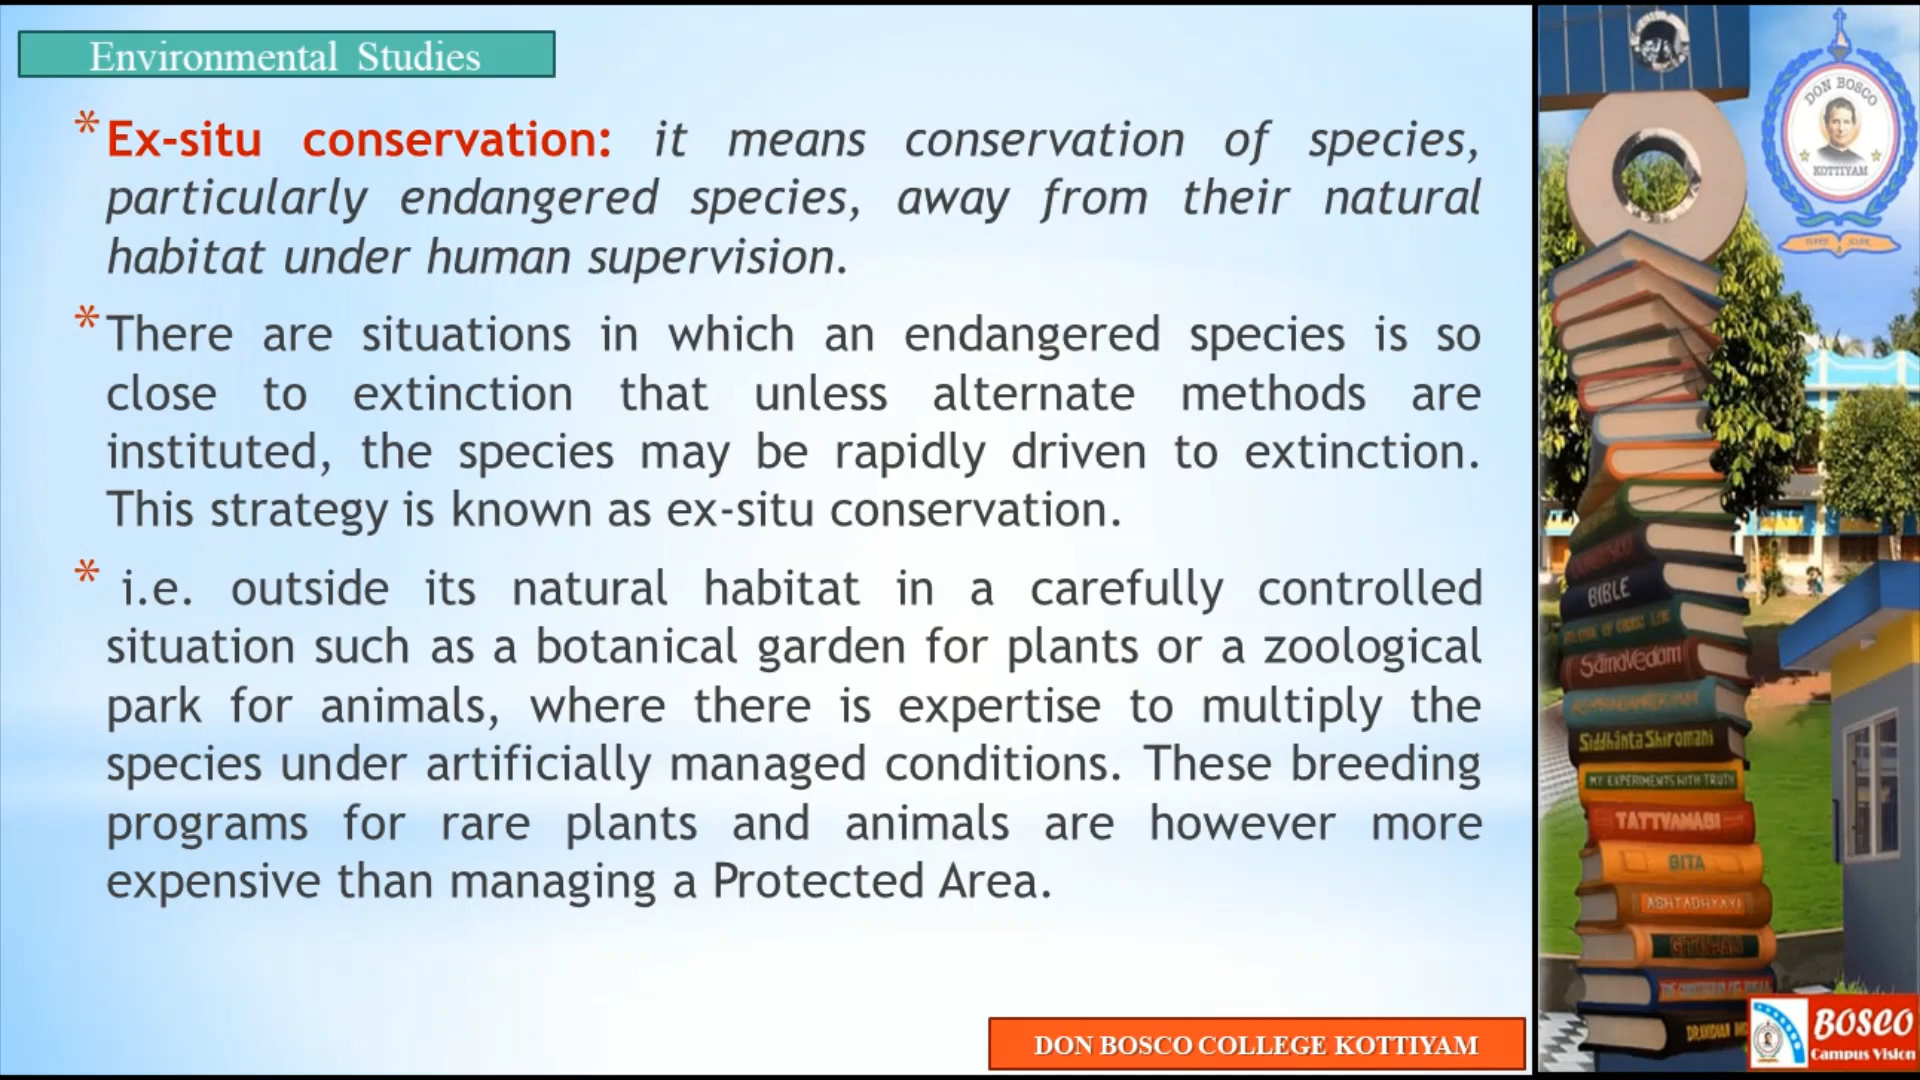 Environmental Studies
* Ex-situ conservation: it means conservation of species,
particularly endangered species, away from their natural
habitat under human supervision.
* There are situations in which an endangered species is so
close to extinction that unless alternate methods are
instituted, the species may be rapidly driven to extinction.
This strategy is known as ex-situ conservation.
* i.e. outside its natural habitat in a carefully controlled
situation such as a botanical garden for plants or a zoological
park for animals, where there is expertise to multiply the
species under artificially managed conditions. These breeding
programs for rare plants and animals are however more
expensive than managing a Protected Area.
DON BOSCO COLLEGE KOTTIYAM
DON BOSCO
KOTTIYAM
BIBLE
SamaVedam
Siddhanta Shiromani
MY EXPERIMENTS WITH TRUTH
TATTVAMASI
ASHTADHYAYI
BOSCO
Campus Vision